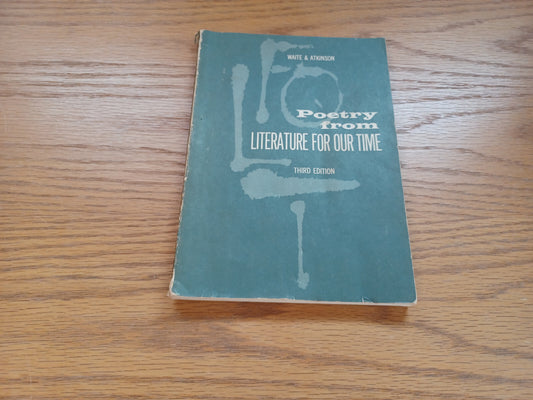 WAITE & ATKINSON
Poetry
from
LITERATURE FOR OUR TIME
THIRD EDITION